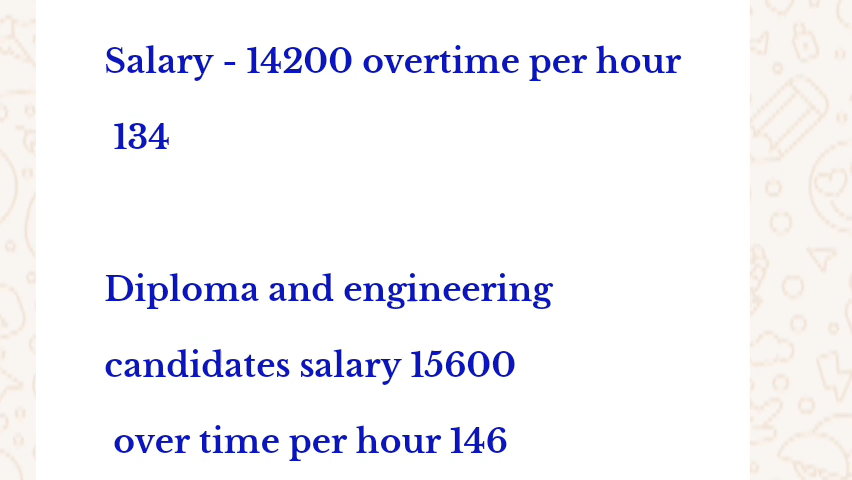 Salary - 14200 overtime per hour
134
Diploma and engineering
candidates salary 15600
over time per hour 146